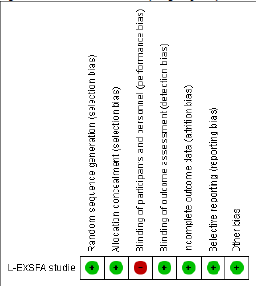 Random sequence generation (selection bias)
Allocation concealment (selection bias)
Blinding of participants and personnel (performance bias)
Blinding of outcome assessment (detection bias)
Incomplete outcome data (attrition bias)
Selective reporting (reporting bias)
Other bias
L-EXSFA studie
+ + + + + +